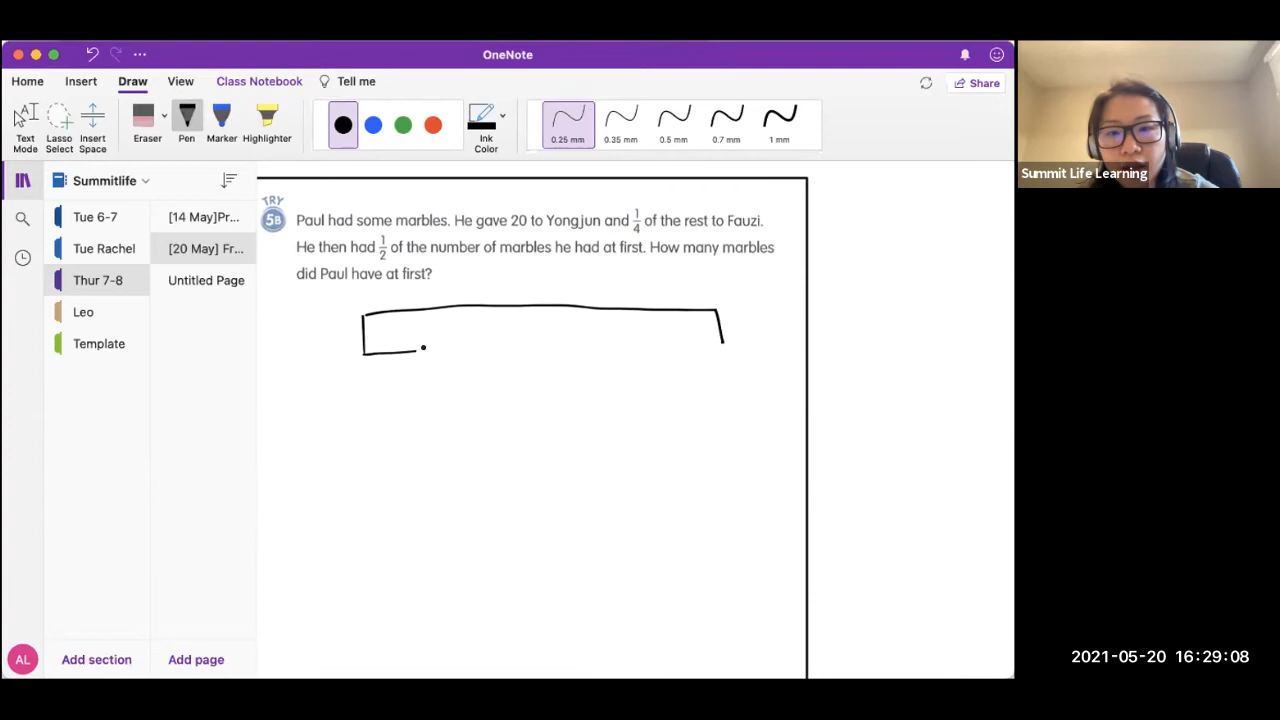 OneNote
Home Insert Draw View Class Notebook Tell me
Share
Text Mode
Lasso Select
Insert Space
Eraser
Pen
Marker
Highlighter
Ink Color
0.25 mm
0.35 mm
0.5 mm
0.7 mm
1 mm
Summit Life Learning
Summitlife
Tue 6-7
Tue Rachel
Thur 7-8
Leo
Template
[14 May]Pr...
[20 May] Fr...
Untitled Page
TRY
5B
Paul had some marbles. He gave 20 to Yongjun and 1/4 of the rest to Fauzi.
He then had 1/2 of the number of marbles he had at first. How many marbles
did Paul have at first?
AL
Add section
Add page
2021-05-20 16:29:08